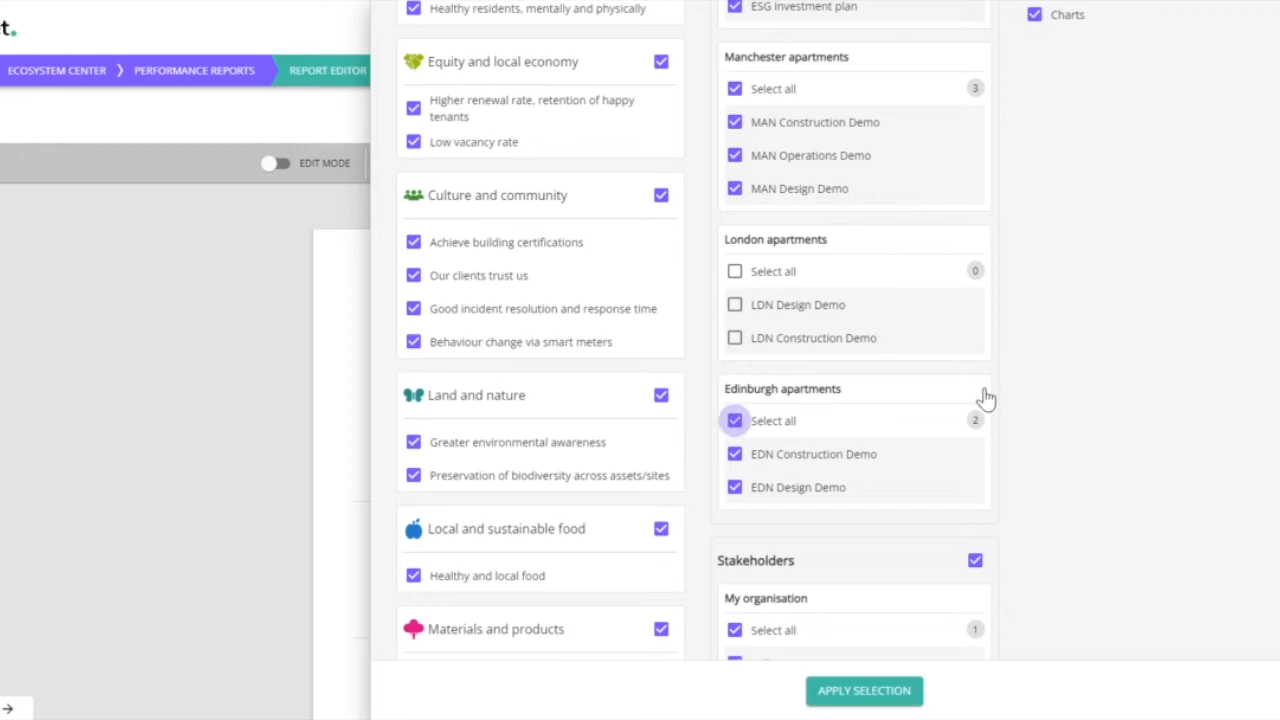 t.
ECOSYSTEM CENTER
PERFORMANCE REPORTS
REPORT EDITOR
EDIT MODE
Healthy residents, mentally and physically
Equity and local economy
Higher renewal rate, retention of happy
tenants
Low vacancy rate
Culture and community
Achieve building certifications
Our clients trust us
Good incident resolution and response time
Behaviour change via smart meters
Land and nature
Greater environmental awareness
Preservation of biodiversity across assets/sites
Local and sustainable food
Healthy and local food
Materials and products
ESG investment plan
Manchester apartments
Select all 3
MAN Construction Demo
MAN Operations Demo
MAN Design Demo
London apartments
Select all 0
LDN Design Demo
LDN Construction Demo
Edinburgh apartments
Select all 2
EDN Construction Demo
EDN Design Demo
Stakeholders
My organisation
Select all 1
Charts
APPLY SELECTION